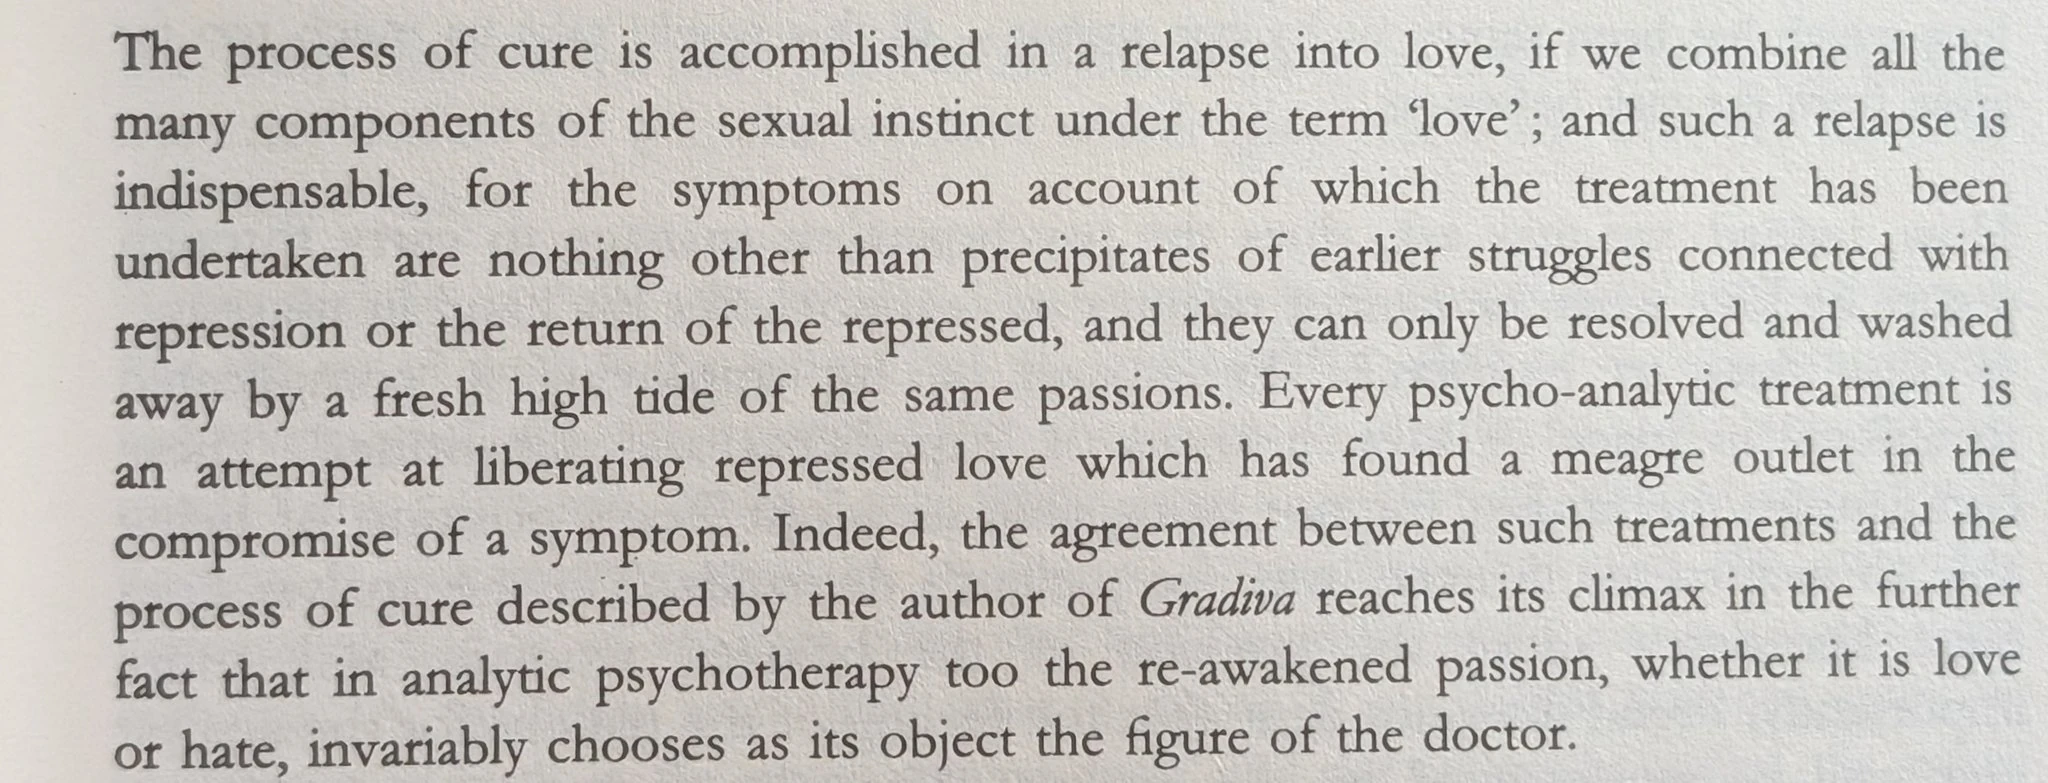 The process of cure is accomplished in a relapse into love, if we combine all the
many components of the sexual instinct under the term ‘love’; and such a relapse is
indispensable, for the symptoms on account of which the treatment has been
undertaken are nothing other than precipitates of earlier struggles connected with
repression or the return of the repressed, and they can only be resolved and washed
away by a fresh high tide of the same passions. Every psycho-analytic treatment is
an attempt at liberating repressed love which has found a meagre outlet in the
compromise of a symptom. Indeed, the agreement between such treatments and the
process of cure described by the author of Gradiva reaches its climax in the further
fact that in analytic psychotherapy too the re-awakened passion, whether it is love
or hate, invariably chooses as its object the figure of the doctor.